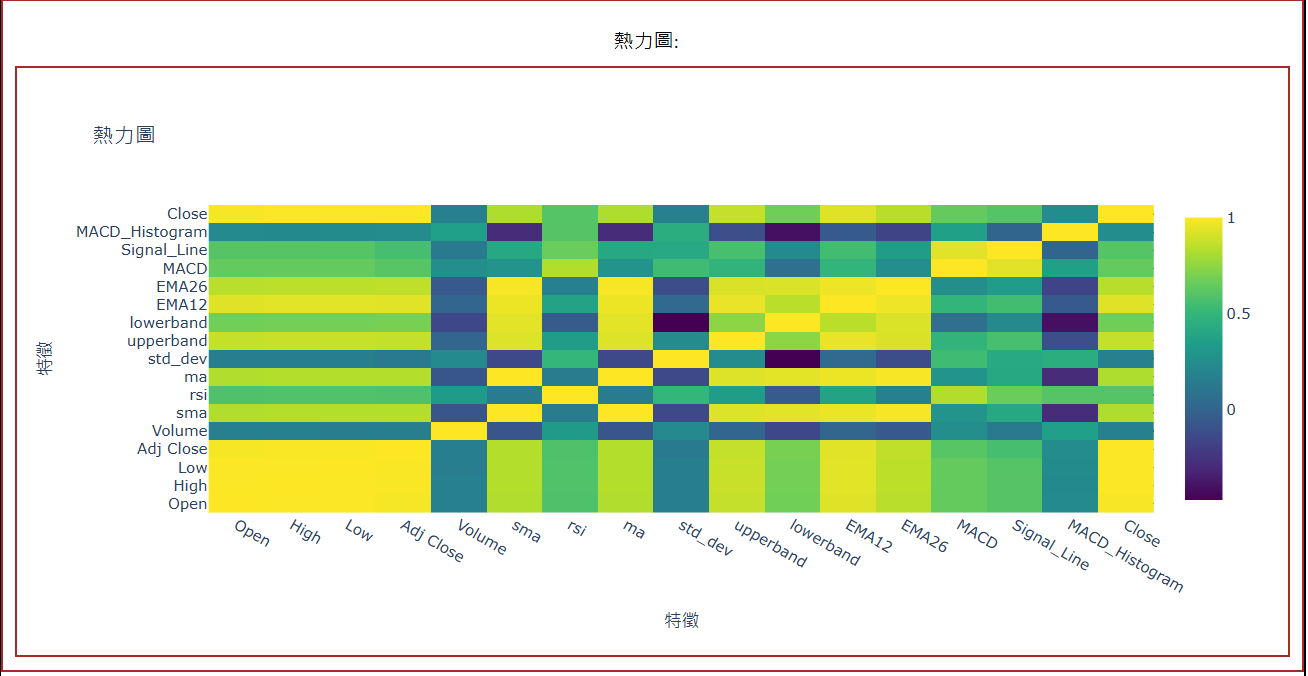 熱力圖:
熱力圖
Close
MACD_Histogram
Signal_Line
MACD
EMA26
EMA12
lowerband
upperband
std_dev
ma
rsi
sma
Volume
Adj Close
Low
High
Open
特徵
1
0.5
0
Open
High
Low
Adj Close
Volume
sma
rsi
ma
std_dev
upperband
lowerband
EMA12
EMA26
MACD
Signal_Line
MACD_Histogram
Close
特徵